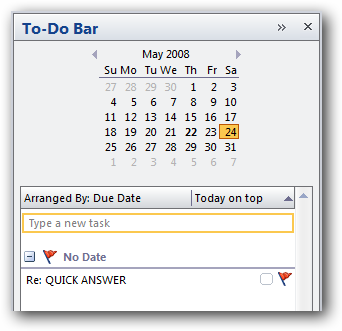 To-Do Bar » ×
May 2008
Su Mo Tu We Th Fr Sa
27 28 29 30 1 2 3
4 5 6 7 8 9 10
11 12 13 14 15 16 17
18 19 20 21 22 23 24
25 26 27 28 29 30 31
1 2 3 4 5 6 7
Arranged By: Due Date Today on top
Type a new task
No Date
Re: QUICK ANSWER